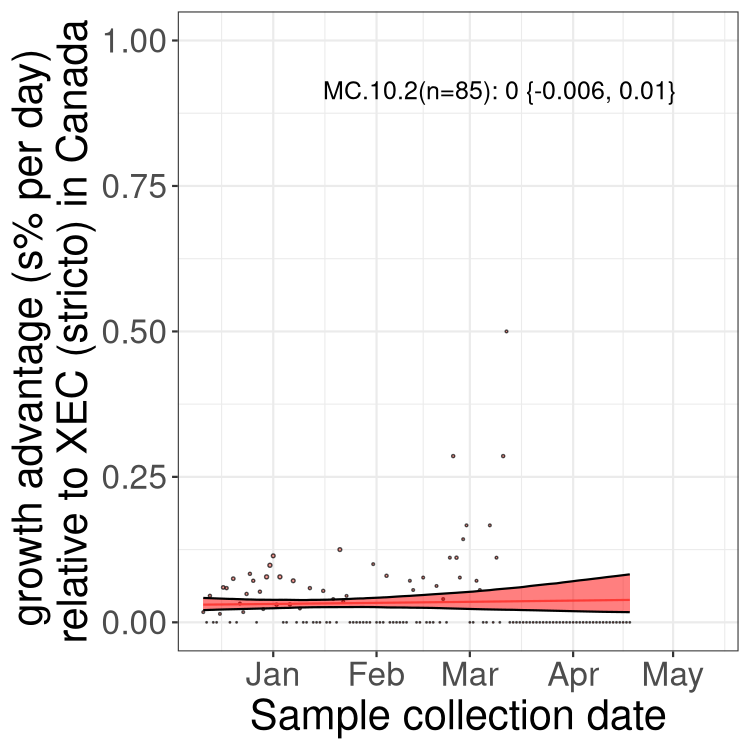 growth advantage (s% per day)
relative to XEC (stricto) in Canada
1.00
0.75
0.50
0.25
0.00
MC.10.2(n=85): 0 {-0.006, 0.01}
Jan Feb Mar Apr May
Sample collection date